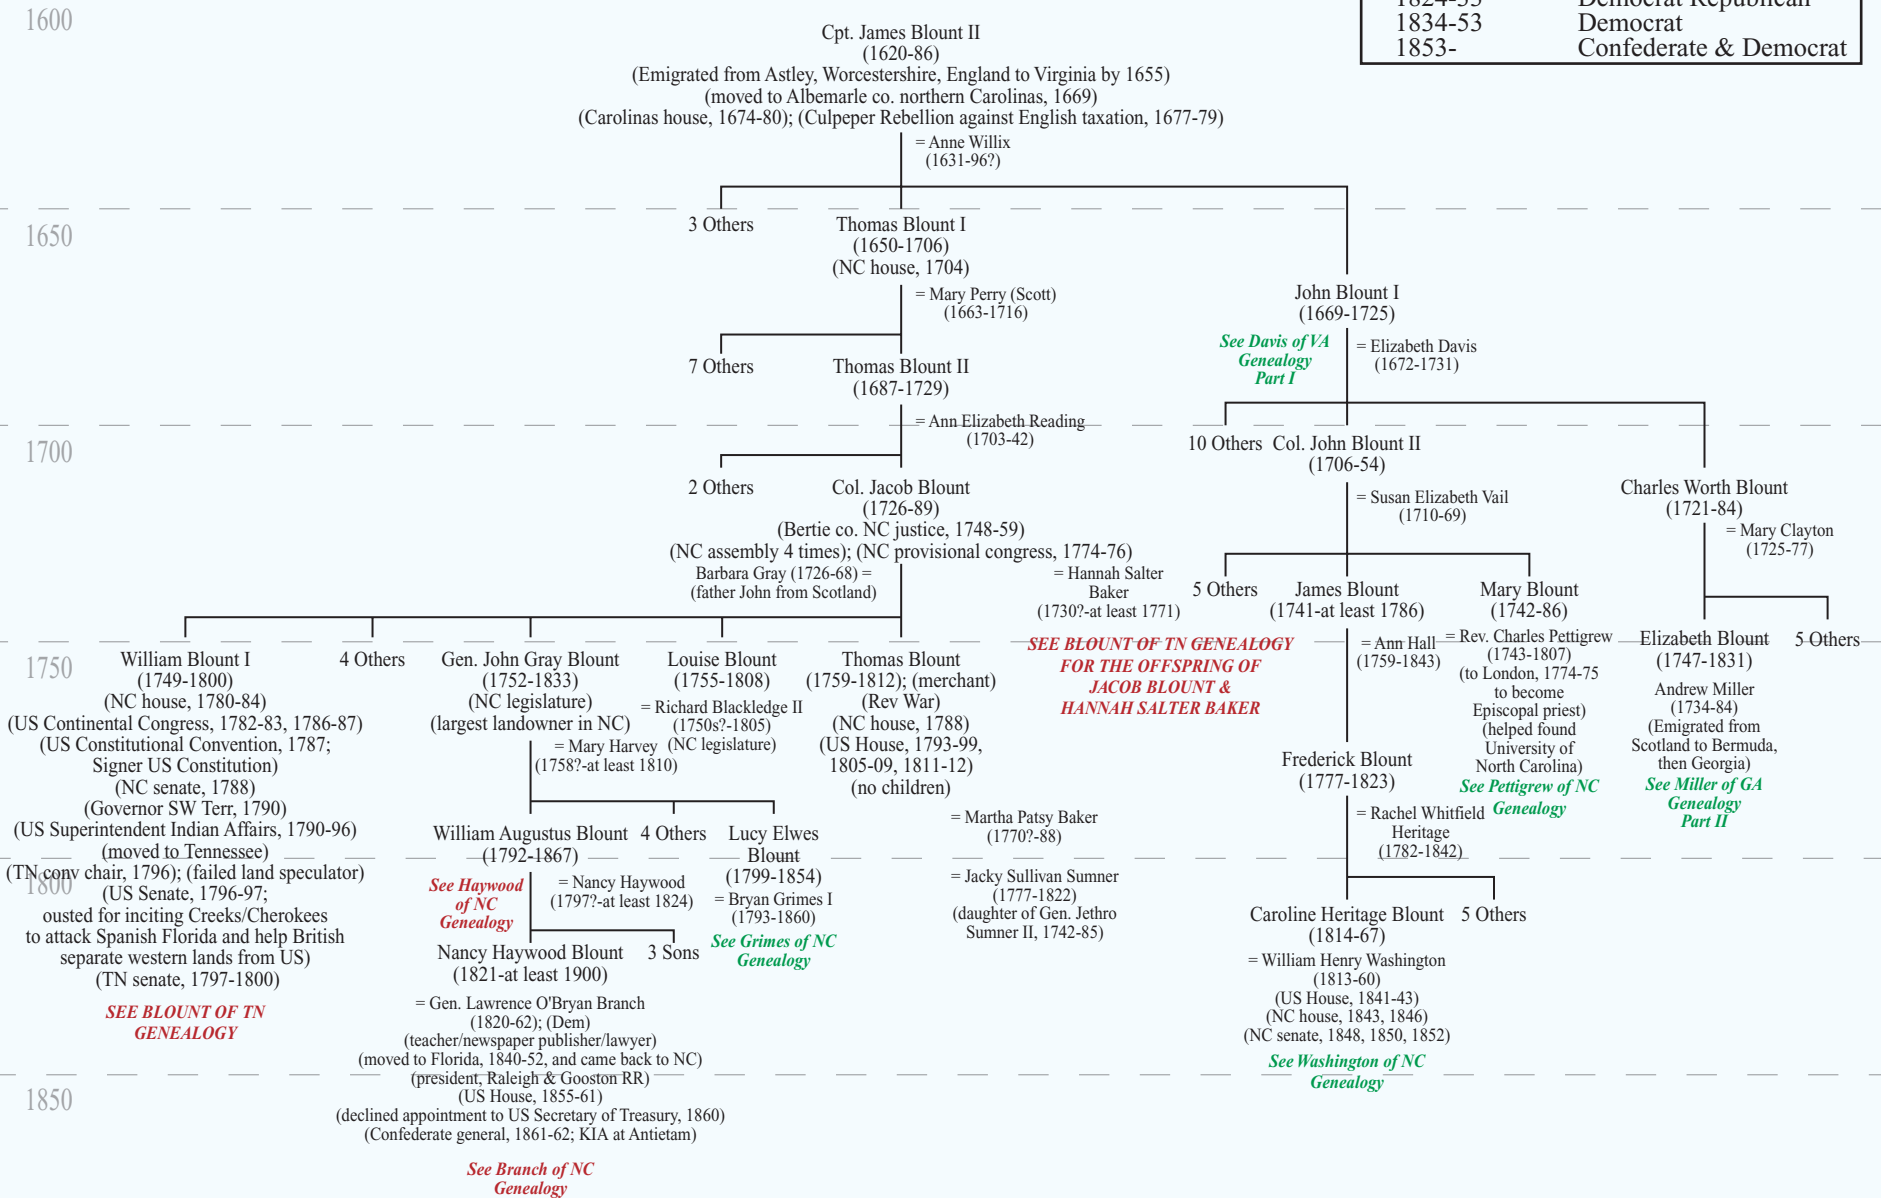 1600
1824-33 Democrat Republican
1834-53 Democrat
1853- Confederate & Democrat
Cpt. James Blount II
(1620-86)
(Emigrated from Astley, Worcestershire, England to Virginia by 1655)
(moved to Albemarle co. northern Carolinas, 1669)
(Carolinas house, 1674-80); (Culpeper Rebellion against English taxation, 1677-79)
= Anne Willix
(1631-96?)
1650
3 Others
Thomas Blount I
(1650-1706)
(NC house, 1704)
= Mary Perry (Scott)
(1663-1716)
John Blount I
(1669-1725)
See Davis of VA
Genealogy
Part I
= Elizabeth Davis
(1672-1731)
7 Others
Thomas Blount II
(1687-1729)
= Ann Elizabeth Reading
(1703-42)
1700
10 Others
Col. John Blount II
(1706-54)
= Susan Elizabeth Vail
(1710-69)
Charles Worth Blount
(1721-84)
= Mary Clayton
(1725-77)
2 Others
Col. Jacob Blount
(1726-89)
(Bertie co. NC justice, 1748-59)
(NC assembly 4 times); (NC provisional congress, 1774-76)
Barbara Gray (1726-68) =
(father John from Scotland)
= Hannah Salter
Baker
(1730?-at least 1771)
SEE BLOUNT OF TN GENEALOGY
FOR THE OFFSPRING OF
JACOB BLOUNT &
HANNAH SALTER BAKER
5 Others
James Blount
(1741-at least 1786)
= Ann Hall
(1759-1843)
Mary Blount
(1742-86)
= Rev. Charles Pettigrew
(1743-1807)
(to London, 1774-75
to become
Episcopal priest)
(helped found
University of
North Carolina)
See Pettigrew of NC
Genealogy
Elizabeth Blount
(1747-1831)
Andrew Miller
(1734-84)
(Emigrated from
Scotland to Bermuda,
then Georgia)
See Miller of GA
Genealogy
Part II
5 Others
1750
William Blount I
(1749-1800)
(NC house, 1780-84)
(US Continental Congress, 1782-83, 1786-87)
(US Constitutional Convention, 1787;
Signer US Constitution)
(NC senate, 1788)
(Governor SW Terr, 1790)
(US Superintendent Indian Affairs, 1790-96)
(moved to Tennessee)
(TN conv chair, 1796); (failed land speculator)
(US Senate, 1796-97;
ousted for inciting Creeks/Cherokees
to attack Spanish Florida and help British
separate western lands from US)
(TN senate, 1797-1800)
SEE BLOUNT OF TN
GENEALOGY
4 Others
Gen. John Gray Blount
(1752-1833)
(NC legislature)
(largest landowner in NC)
= Mary Harvey
(1758?-at least 1810)
Louise Blount
(1755-1808)
= Richard Blackledge II
(1750s?-1805)
(NC legislature)
Thomas Blount
(1759-1812); (merchant)
(Rev War)
(NC house, 1788)
(US House, 1793-99,
1805-09, 1811-12)
(no children)
= Martha Patsy Baker
(1770?-88)
= Jacky Sullivan Sumner
(1777-1822)
(daughter of Gen. Jethro
Sumner II, 1742-85)
Frederick Blount
(1777-1823)
= Rachel Whitfield
Heritage
(1782-1842)
1800
William Augustus Blount
(1792-1867)
See Haywood
of NC
Genealogy
= Nancy Haywood
(1797?-at least 1824)
4 Others
Lucy Elwes
Blount
(1799-1854)
= Bryan Grimes I
(1793-1860)
See Grimes of NC
Genealogy
Caroline Heritage Blount
(1814-67)
= William Henry Washington
(1813-60)
(US House, 1841-43)
(NC house, 1843, 1846)
(NC senate, 1848, 1850, 1852)
See Washington of NC
Genealogy
5 Others
Nancy Haywood Blount
(1821-at least 1900)
3 Sons
= Gen. Lawrence O'Bryan Branch
(1820-62); (Dem)
(teacher/newspaper publisher/lawyer)
(moved to Florida, 1840-52, and came back to NC)
(president, Raleigh & Gooston RR)
(US House, 1855-61)
(declined appointment to US Secretary of Treasury, 1860)
(Confederate general, 1861-62; KIA at Antietam)
See Branch of NC
Genealogy
1850